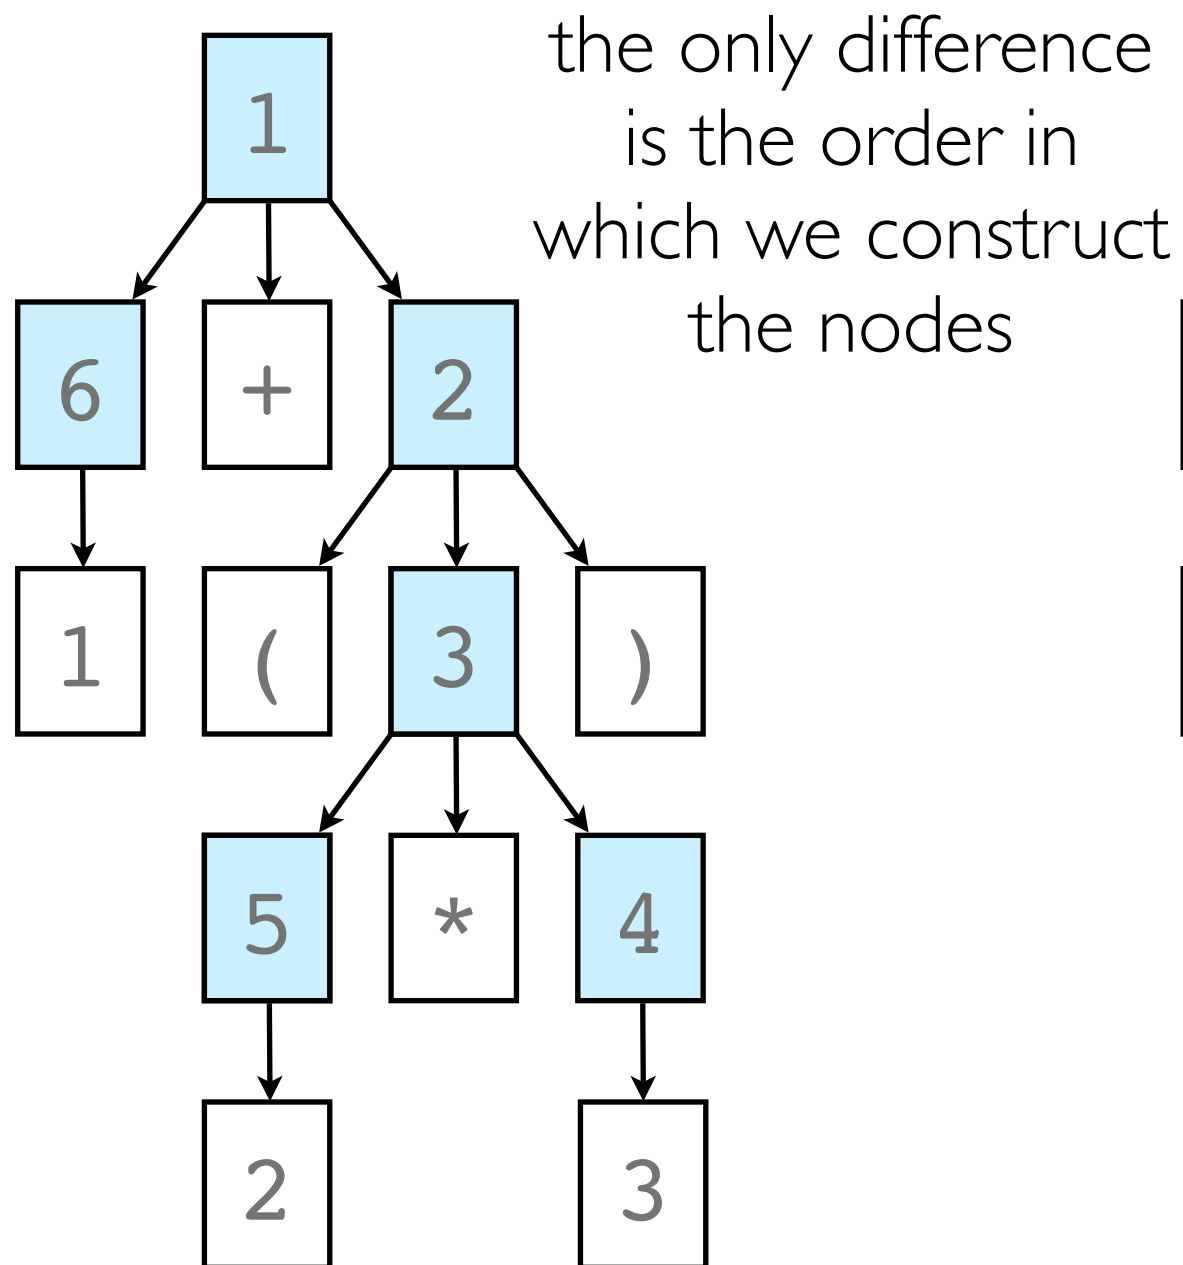 the only difference
is the order in
which we construct
the nodes
1
6 + 2
1 ( 3 )
5 * 4
2 3